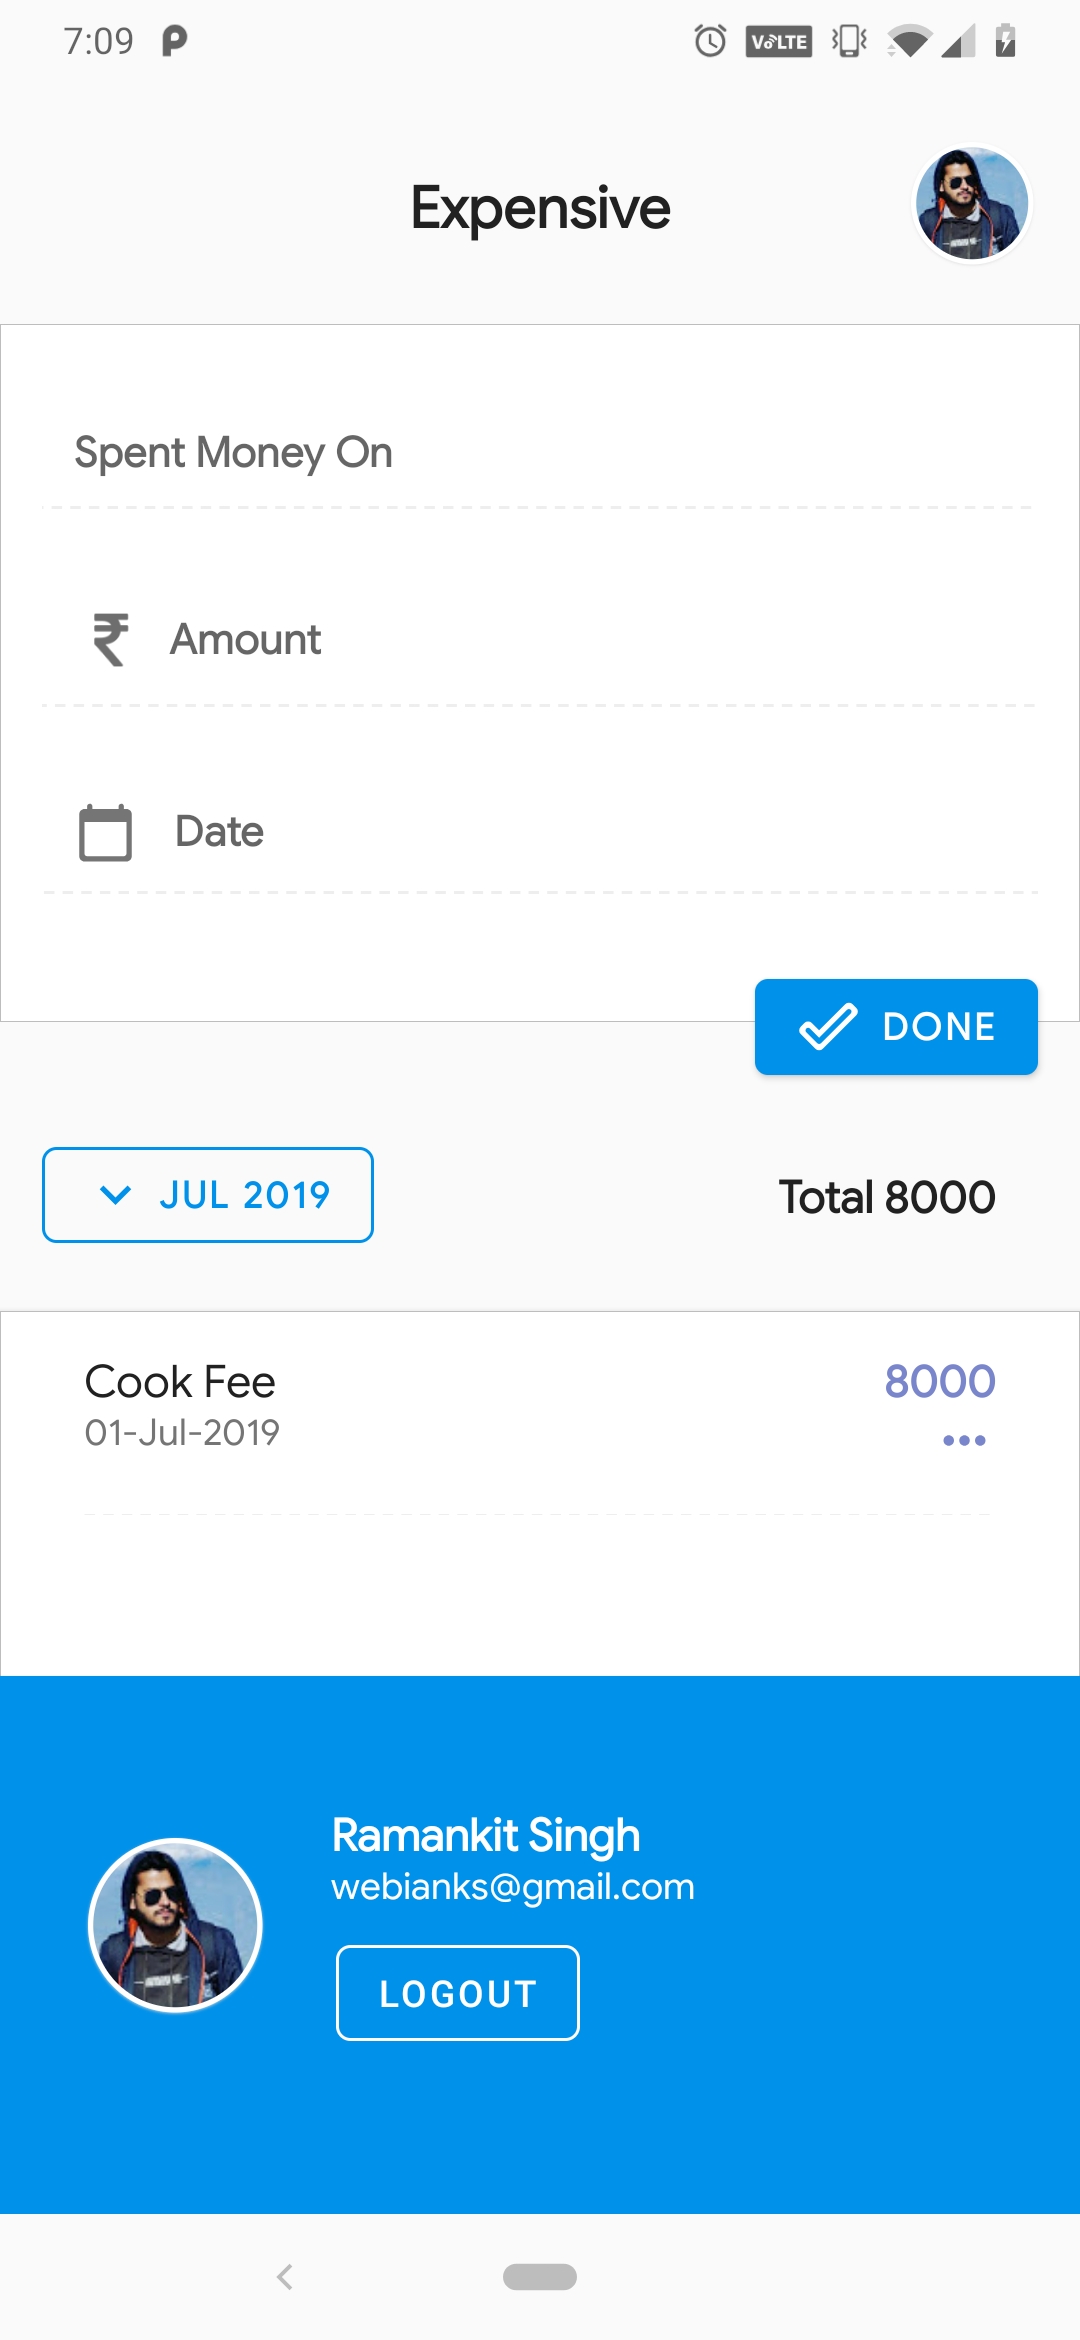 7:09
VoLTE
Expensive
Spent Money On
₹ Amount
Date
DONE
JUL 2019
Total 8000
Cook Fee
8000
01-Jul-2019
Ramankit Singh
webianks@gmail.com
LOGOUT